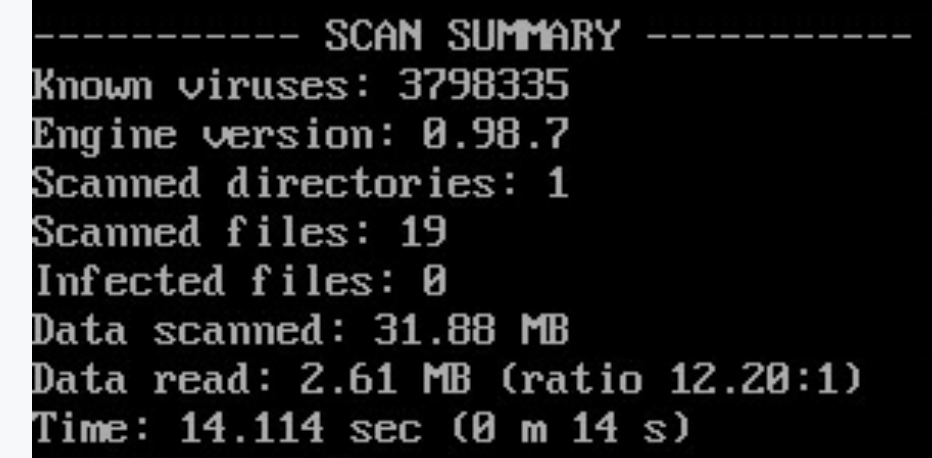 ----------- SCAN SUMMARY -----------
Known viruses: 3798335
Engine version: 0.98.7
Scanned directories: 1
Scanned files: 19
Infected files: 0
Data scanned: 31.88 MB
Data read: 2.61 MB (ratio 12.20:1)
Time: 14.114 sec (0 m 14 s)